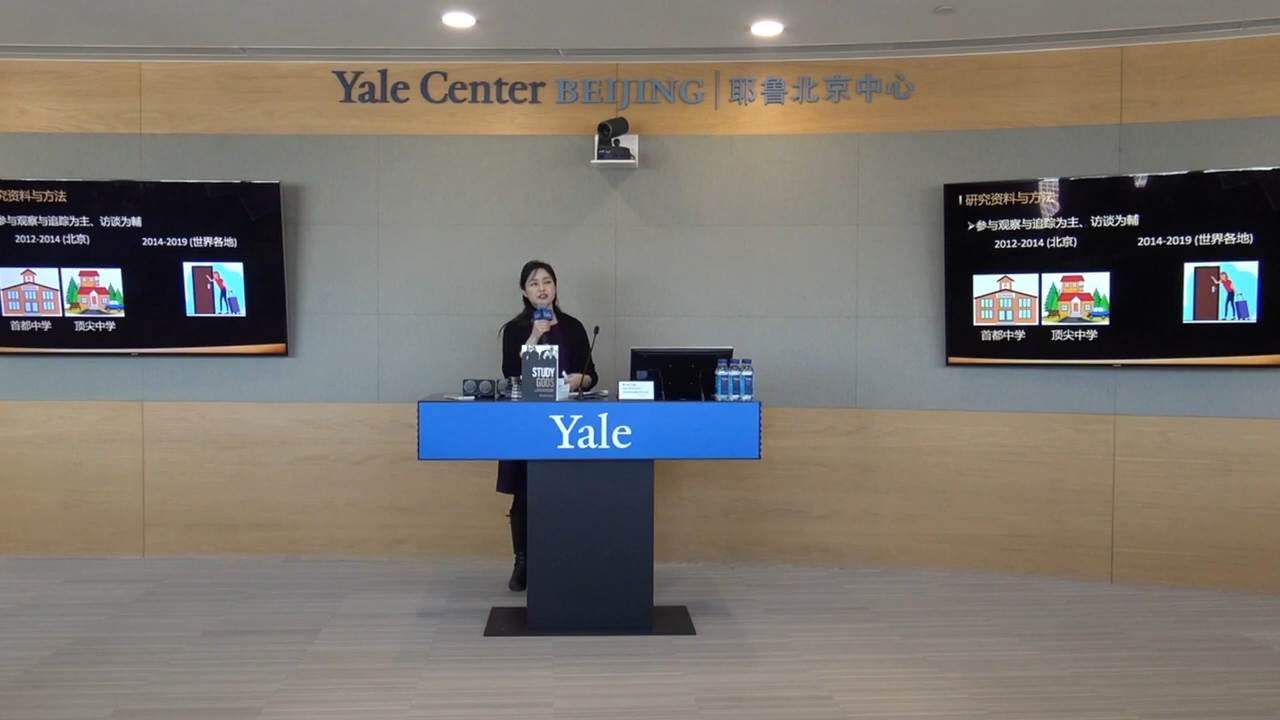 Yale Center BEIJING | 耶鲁北京中心
究资料与方法
参与观察与追踪为主、访谈为輔
2012-2014 (北京)
2014-2019 (世界各地)
首都中学
顶尖中学
研究资料与方法
➤参与观察与追踪为主、访谈为輔
2012-2014 (北京)
2014-2019 (世界各地)
首都中学
顶尖中学
STUDY
GODS
Yale